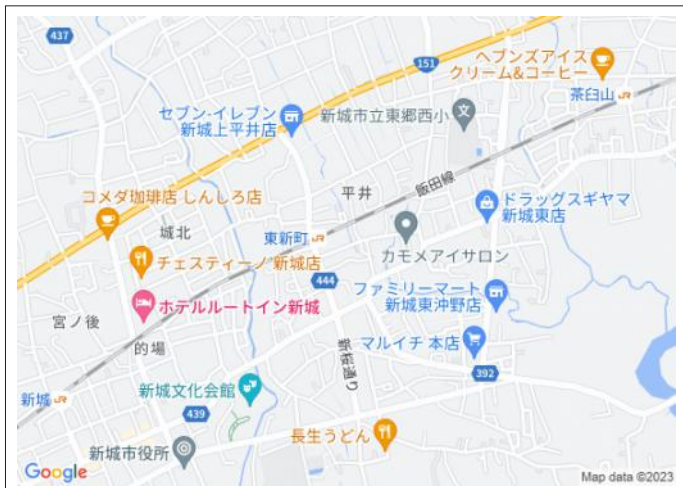 437
151
ヘブンズアイス
クリーム&コーヒー
茶臼山
JR
セブン-イレブン
新城上平井店
新城市立東郷西小
文
飯田線
平井
コメダ珈琲店 しんしろ店
ドラッグスギヤマ
新城東店
城北
東新町
JR
カモメアイサロン
チェスティーノ 新城店
444
ファミリーマート
新城東沖野店
ホテルルートイン新城
宮ノ後
的場
マルイチ 本店
新桜通り
392
新城文化会館
新城
JR
439
長生うどん
新城市役所
Google
Map data ©2023